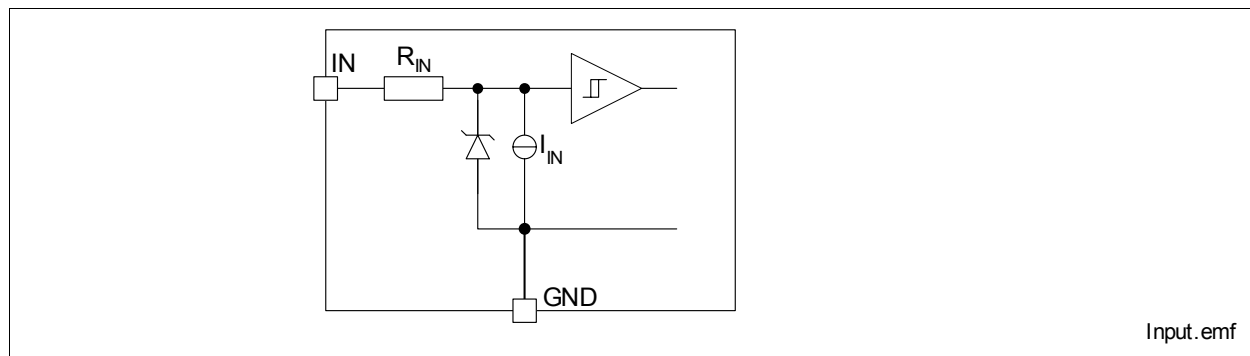 IN
R_IN
I_IN
GND
Input.emf